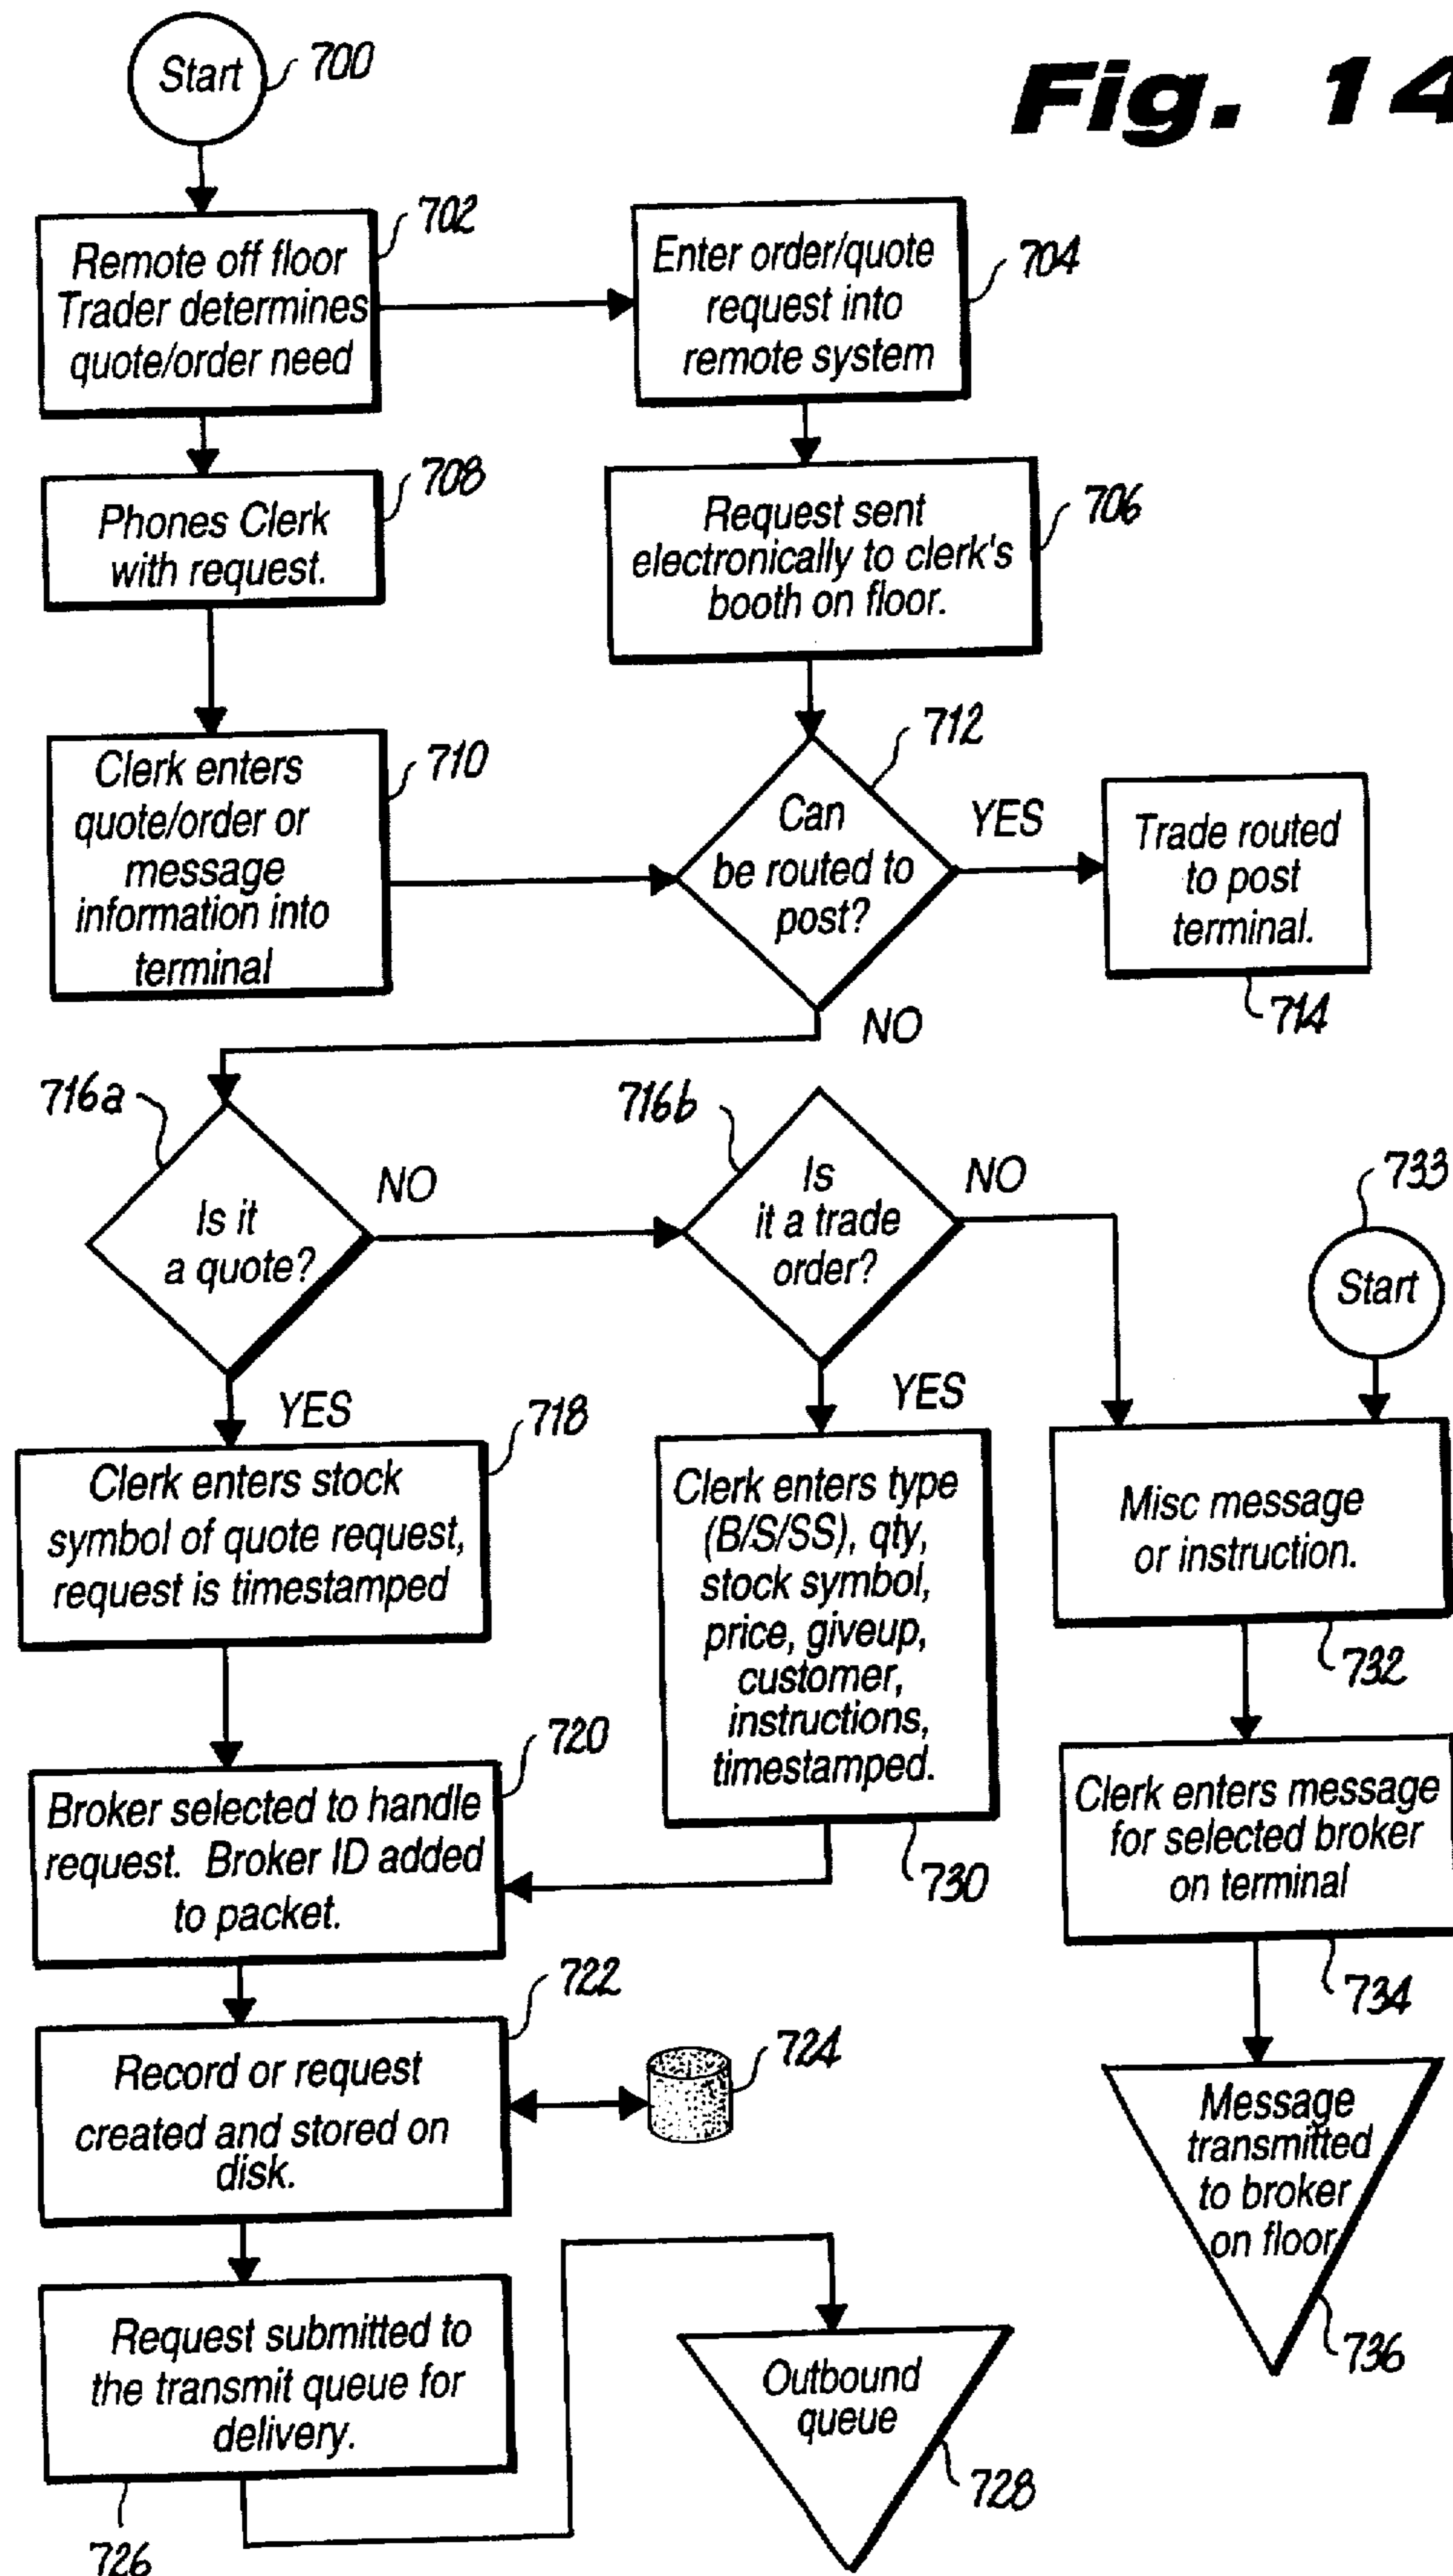 Fig. 14
Start
700
Remote off floor
Trader determines
quote/order need
702
Enter order/quote
request into
remote system
704
Phones Clerk
with request.
708
Request sent
electronically to clerk's
booth on floor.
706
Clerk enters
quote/order or
message
information into
terminal
710
Can
be routed to
post?
712
YES
Trade routed
to post
terminal.
714
NO
716a
Is it
a quote?
NO
716b
Is
it a trade
order?
NO
733
Start
YES
YES
Clerk enters stock
symbol of quote request,
request is timestamped
718
Clerk enters type
(B/S/SS), qty,
stock symbol,
price, giveup,
customer,
instructions,
timestamped.
730
Misc message
or instruction.
732
Broker selected to handle
request. Broker ID added
to packet.
720
Clerk enters message
for selected broker
on terminal
734
Record or request
created and stored on
disk.
722
724
Message
transmitted
to broker
on floor
736
Request submitted to
the transmit queue for
delivery.
726
Outbound
queue
728